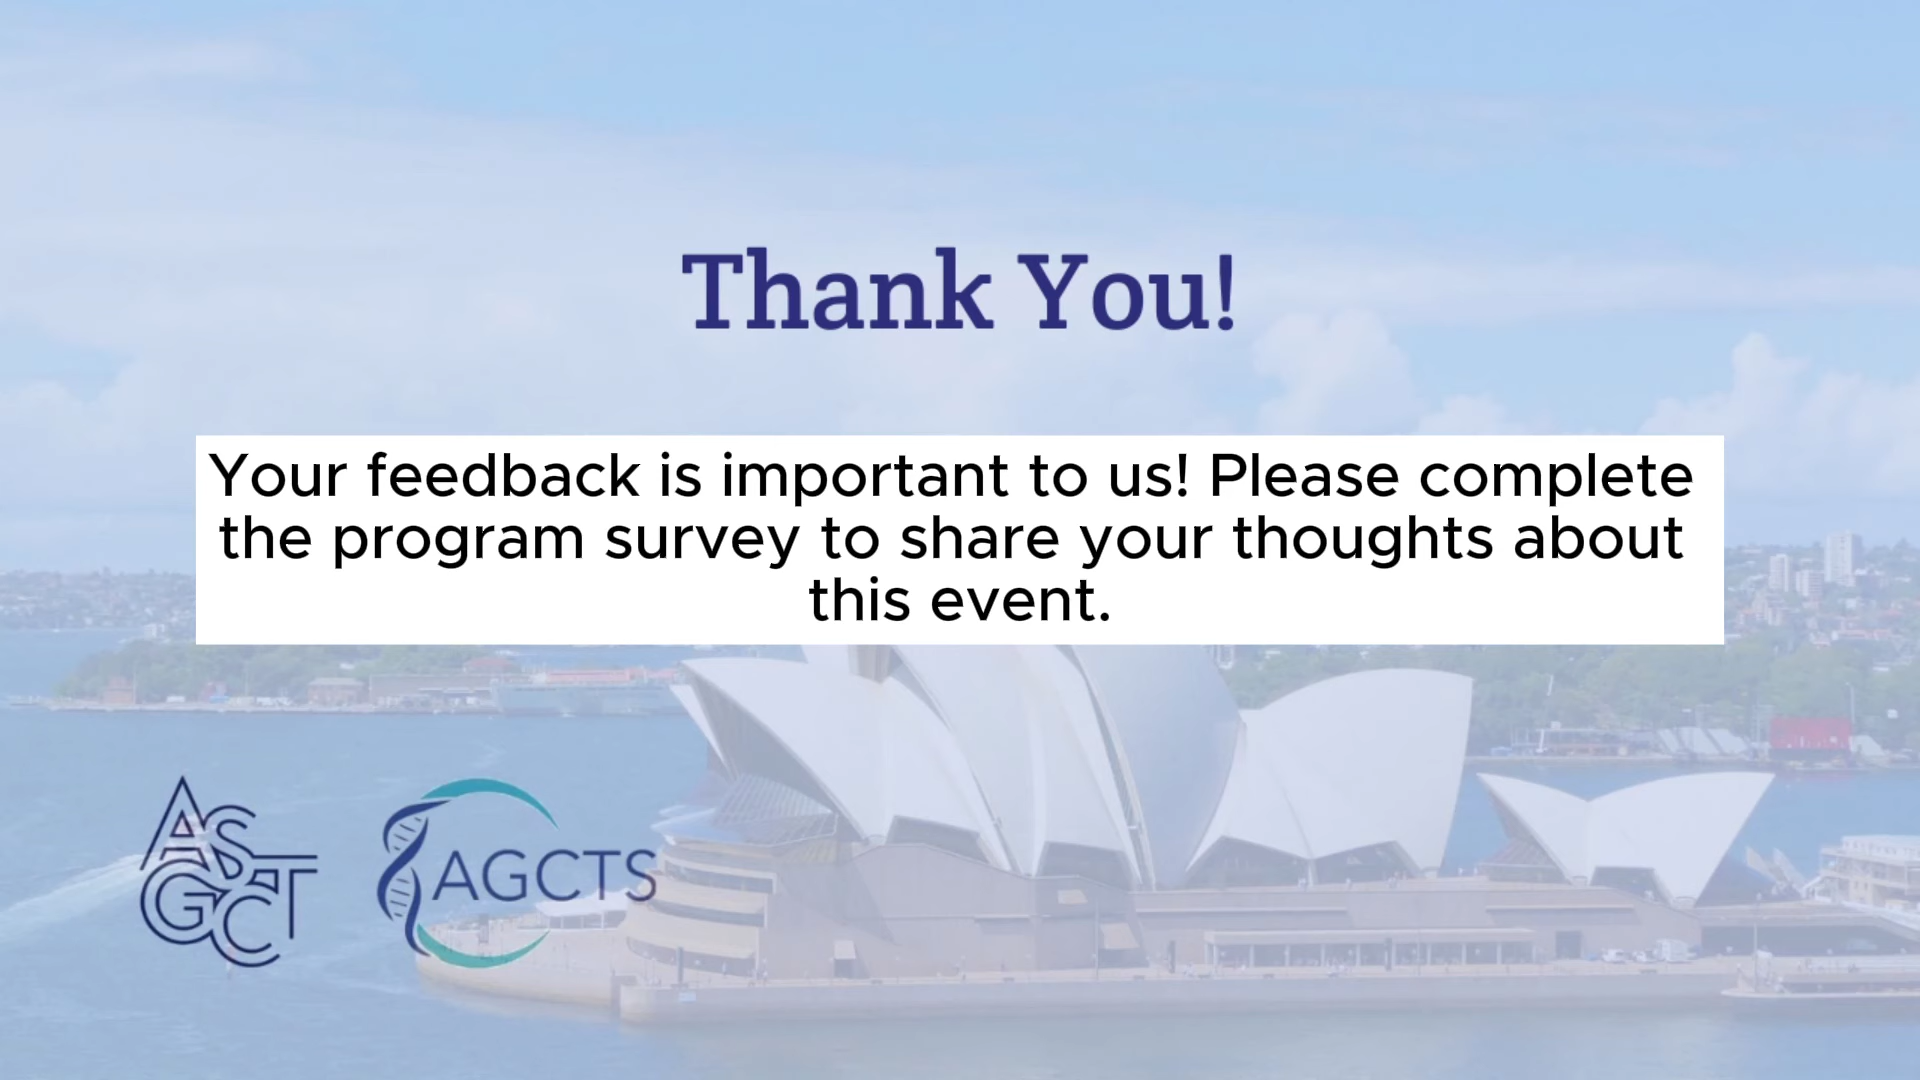 Thank You!
Your feedback is important to us! Please complete
the program survey to share your thoughts about
this event.
ASGCT
AGCTS